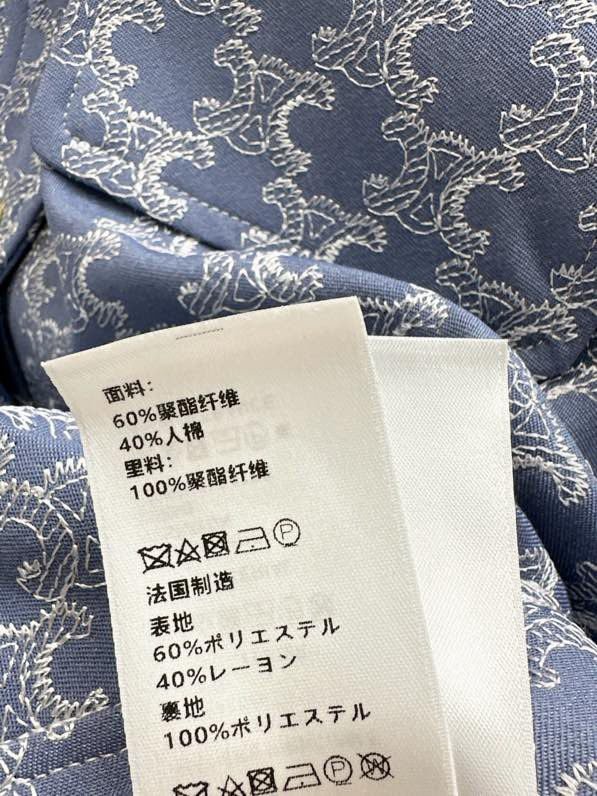 面料:
60%聚酯纤维
40%人棉
里料:
100%聚酯纤维
P
法国制造
表地
60%ポリエステル
40%レーヨン
裏地
100%ポリエステル
P W